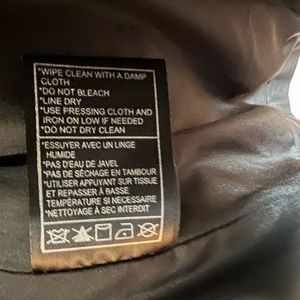 *WIPE CLEAN WITH A DAMP
CLOTH
*DO NOT BLEACH
*LINE DRY
*USE PRESSING CLOTH AND
IRON ON LOW IF NEEDED
*DO NOT DRY CLEAN
*ESSUYER AVEC UN LINGE
HUMIDE
*PAS D'EAU DE JAVEL
*PAS DE SÉCHAGE EN TAMBOUR
*UTILISER APPUYANT SUR TISSUE
ET REPASSER À BASSE
TEMPÉRATURE SI NÉCESSAIRE
*NETTOYAGE À SEC INTERDIT